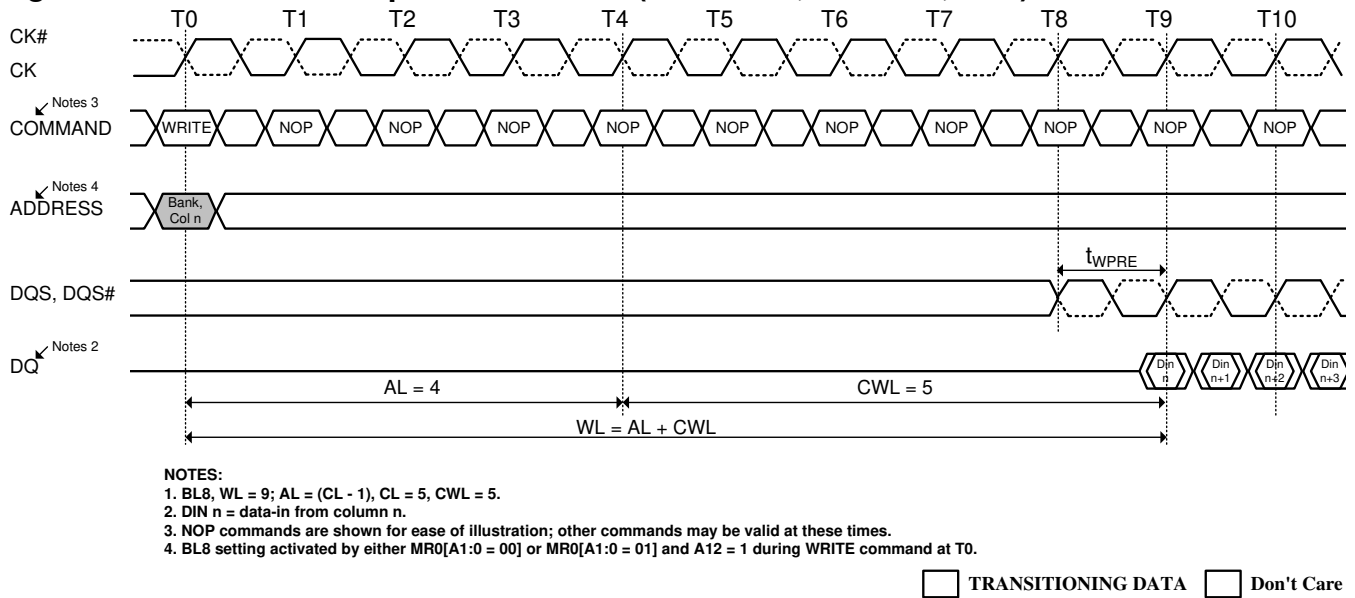 T0 T1 T2 T3 T4 T5 T6 T7 T8 T9 T10
CK#
CK
Notes 3
COMMAND WRITE NOP NOP NOP NOP NOP NOP NOP NOP NOP NOP
Notes 4
ADDRESS
Bank,
Col n
tWPRE
DQS, DQS#
Notes 2
DQ
Din
n
Din
n+1
Din
n+2
Din
n+3
AL = 4 CWL = 5
WL = AL + CWL
NOTES:
1. BL8, WL = 9; AL = (CL - 1), CL = 5, CWL = 5.
2. DIN n = data-in from column n.
3. NOP commands are shown for ease of illustration; other commands may be valid at these times.
4. BL8 setting activated by either MR0[A1:0 = 00] or MR0[A1:0 = 01] and A12 = 1 during WRITE command at T0.
TRANSITIONING DATA Don't Care